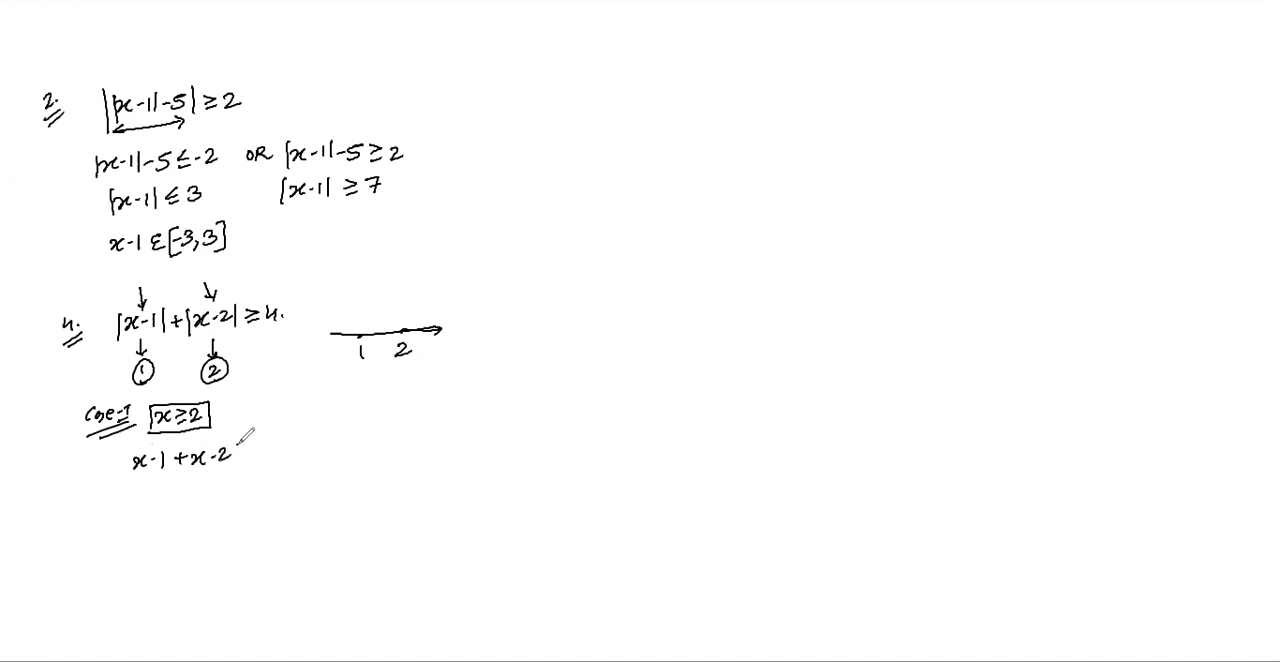 2. ||x-1|-5| ≥ 2
|x-1|-5 ≤ -2 OR |x-1|-5 ≥ 2
|x-1| ≤ 3 |x-1| ≥ 7
x-1 ε [-3,3]
4. |x-1|+|x-2| ≥ 4.
1 2
① ②
Case-I x ≥ 2
x-1+x-2